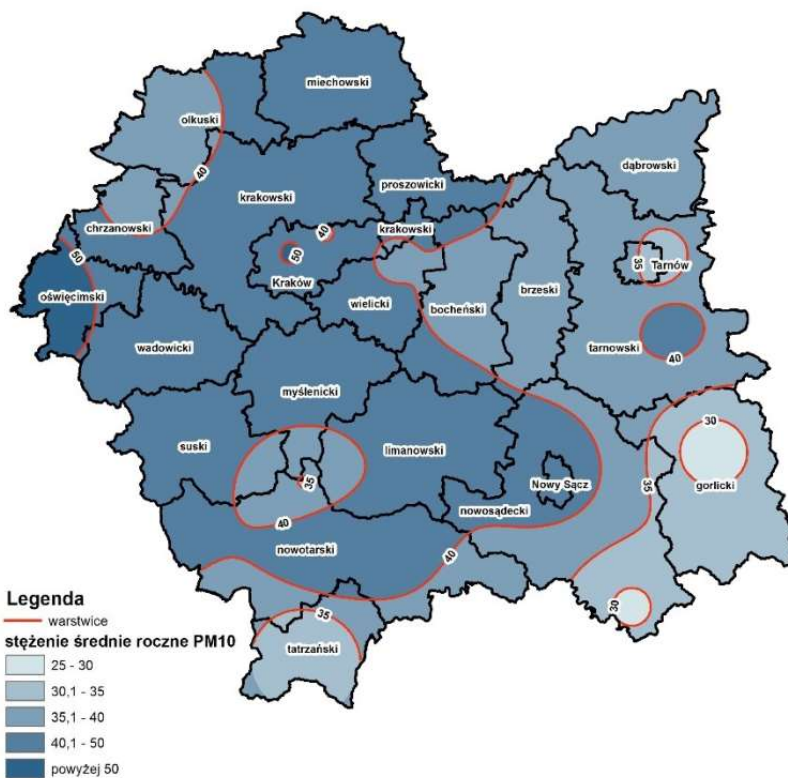 miechowski
olkuski
dąbrowski
40
proszowicki
krakowski
chrzanowski
40
krakowski
50
50
35
Tarnów
Kraków
oświęcimski
wielicki
bocheński
brzeski
wadowicki
tarnowski
40
myślenicki
30
suski
limanowski
35
Nowy Sącz
35
gorlicki
nowosądecki
40
nowotarski
40
30
35
tatrzański
Legenda
warstwice
stężenie średnie roczne PM10
25 - 30
30,1 - 35
35,1 - 40
40,1 - 50
powyżej 50